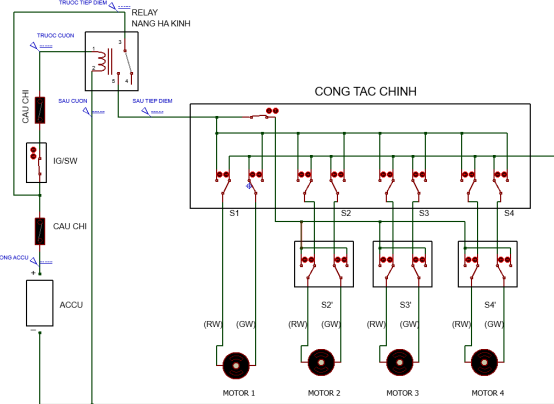 TRUOC TIEP DIEM
RELAY
NANG HA KINH
TRUOC CUON
3
1
2
5
4
SAU CUON
SAU TIEP DIEM
CONG TAC CHINH
CAU CHI
IG/SW
S1
S2
S3
S4
CAU CHI
ONG ACCU
+
ACCU
S2'
S3'
S4'
(RW)
(GW)
(RW)
(GW)
(RW)
(GW)
(RW)
(GW)
MOTOR 1
MOTOR 2
MOTOR 3
MOTOR 4